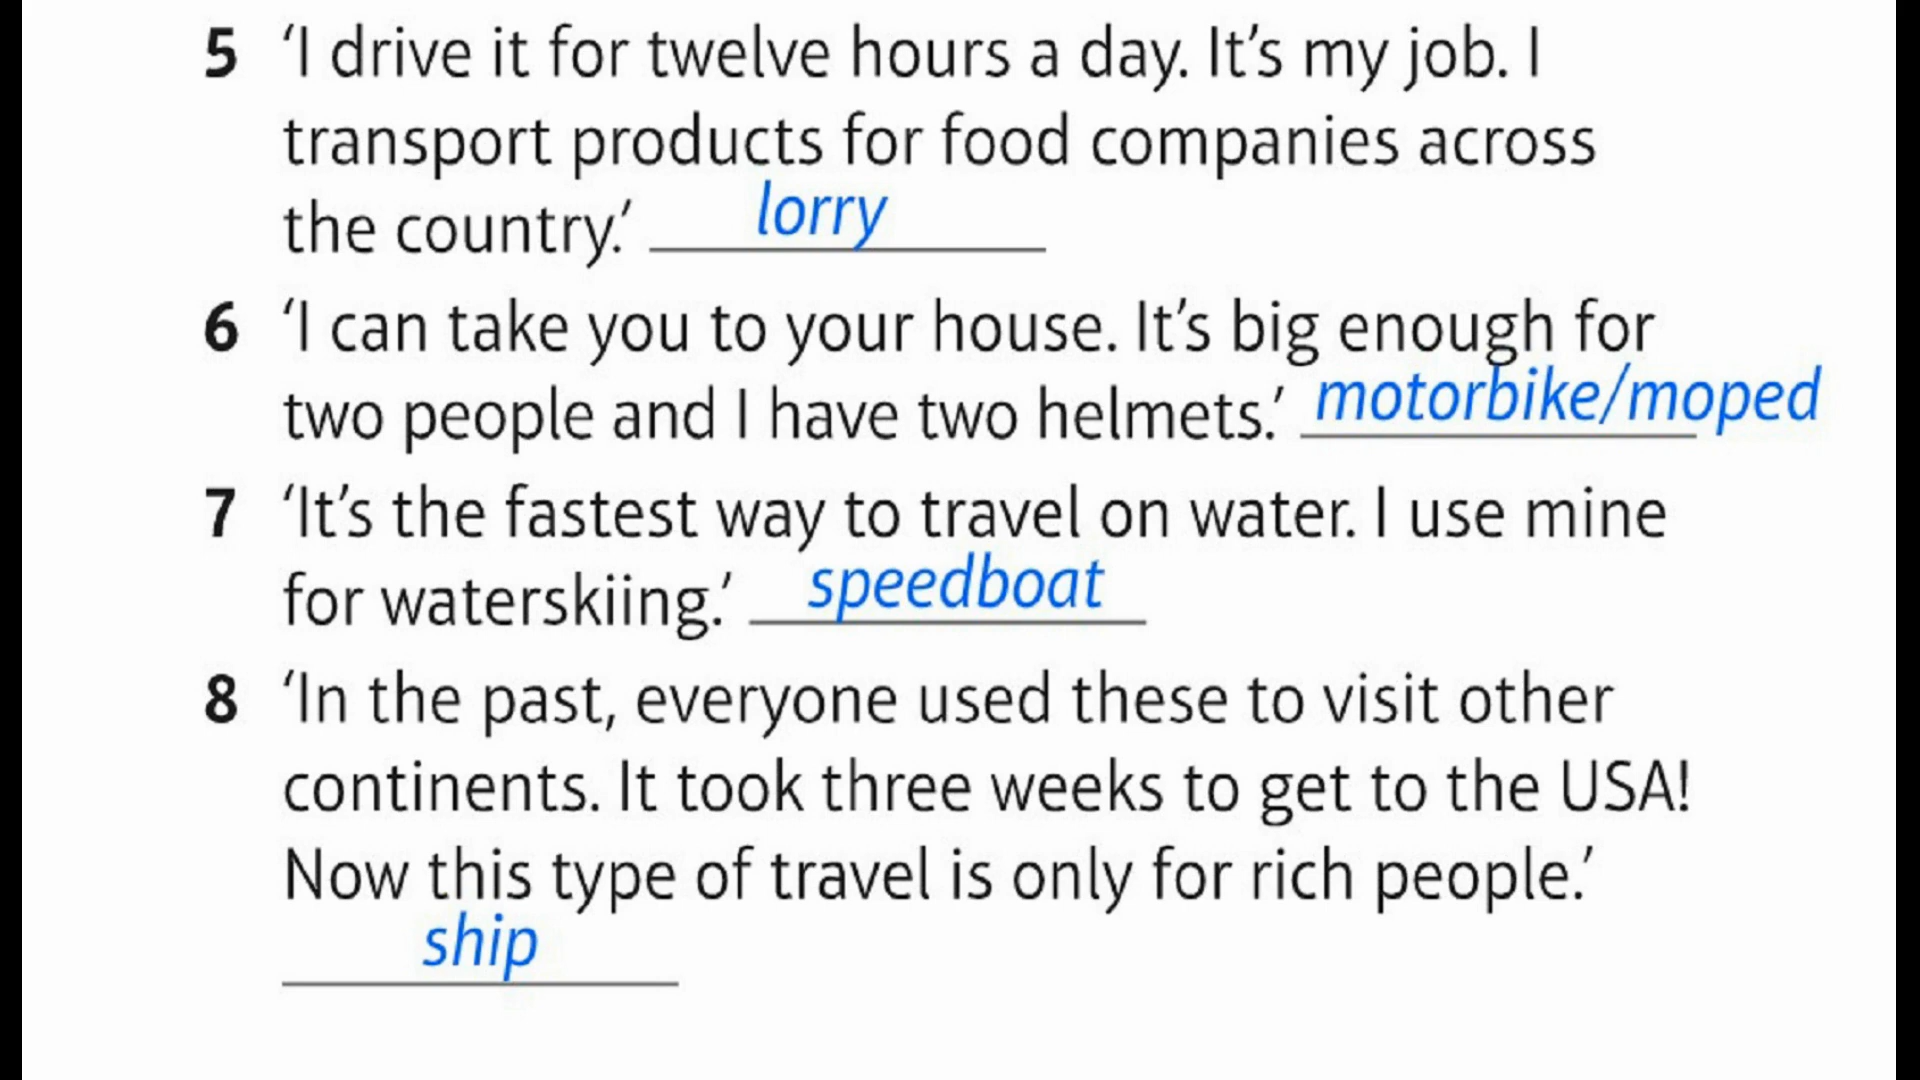 5 ‘I drive it for twelve hours a day. It’s my job. I
transport products for food companies across
the country.’ lorry
6 ‘I can take you to your house. It’s big enough for
two people and I have two helmets.’ motorbike/moped
7 ‘It’s the fastest way to travel on water. I use mine
for waterskiing.’ speedboat
8 ‘In the past, everyone used these to visit other
continents. It took three weeks to get to the USA!
Now this type of travel is only for rich people.’
ship